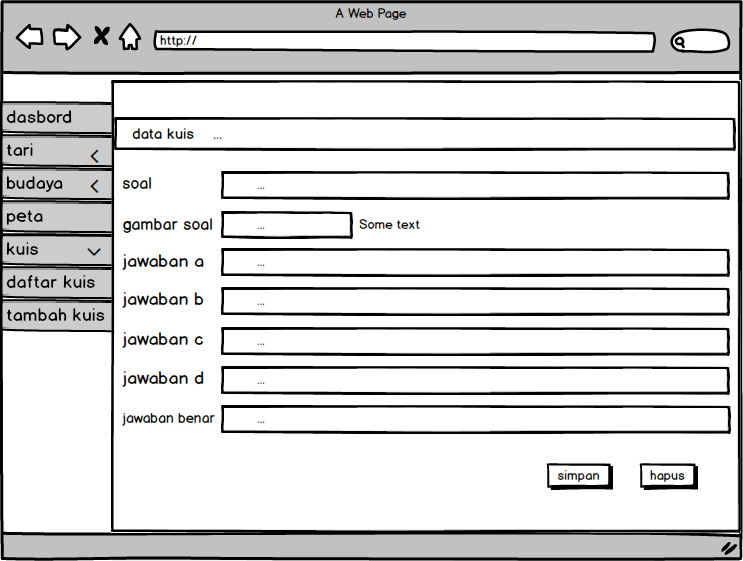 A Web Page
http://
dasbord
tari
budaya
peta
kuis
daftar kuis
tambah kuis
data kuis ...
soal ...
gambar soal ... Some text
jawaban a ...
jawaban b ...
jawaban c ...
jawaban d ...
jawaban benar ...
simpan hapus